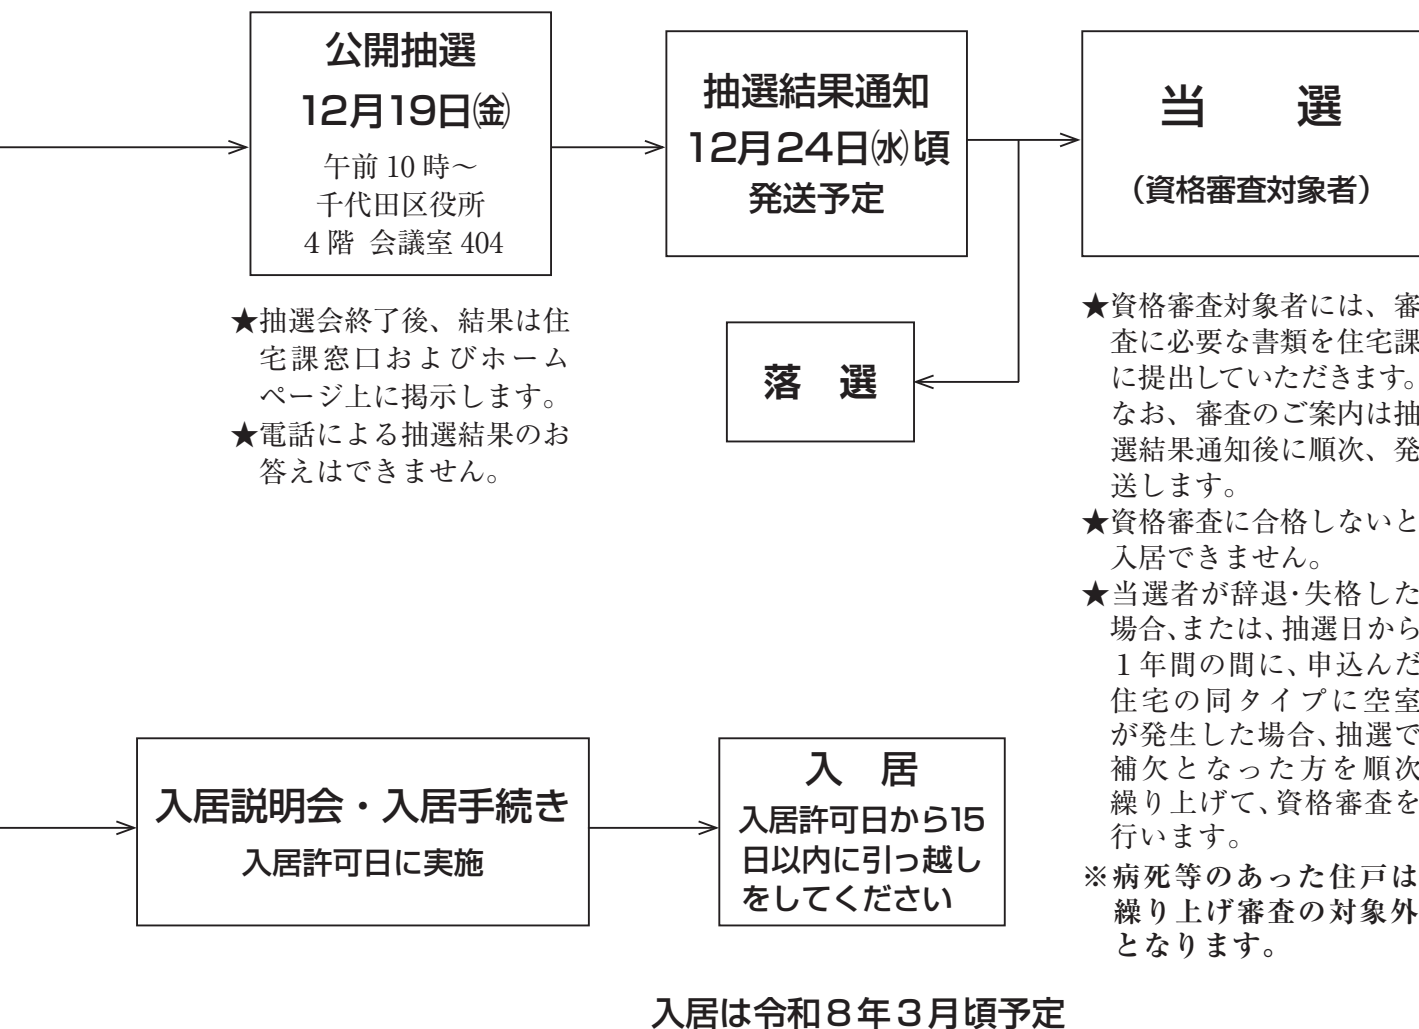 公開抽選
12月19日㈮
午前10時～
千代田区役所
4階 会議室404
★抽選会終了後、結果は住
宅課窓口およびホーム
ページ上に掲示します。
★電話による抽選結果のお
答えはできません。
抽選結果通知
12月24日㈬頃
発送予定
落 選
当 選
（資格審査対象者）
★資格審査対象者には、審
査に必要な書類を住宅課
に提出していただきます。
なお、審査のご案内は抽
選結果通知後に順次、発
送します。
★資格審査に合格しないと
入居できません。
★当選者が辞退・失格した
場合、または、抽選日から
１年間の間に、申込んだ
住宅の同タイプに空室
が発生した場合、抽選で
補欠となった方を順次
繰り上げて、資格審査を
行います。
※病死等のあった住戸は
繰り上げ審査の対象外
となります。
入居説明会・入居手続き
入居許可日に実施
入 居
入居許可日から15
日以内に引っ越し
をしてください
入居は令和８年３月頃予定